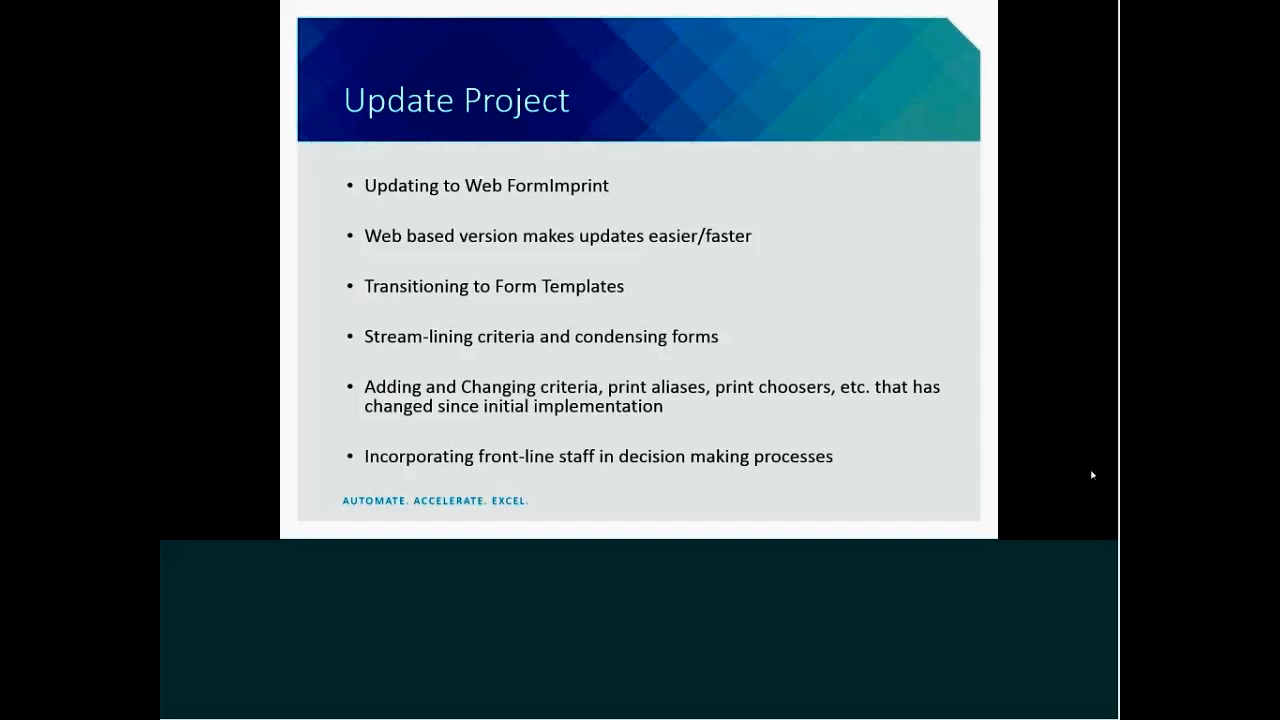 Update Project
• Updating to Web FormImprint
• Web based version makes updates easier/faster
• Transitioning to Form Templates
• Stream-lining criteria and condensing forms
• Adding and Changing criteria, print aliases, print choosers, etc. that has
changed since initial implementation
• Incorporating front-line staff in decision making processes
AUTOMATE. ACCELERATE. EXCEL.